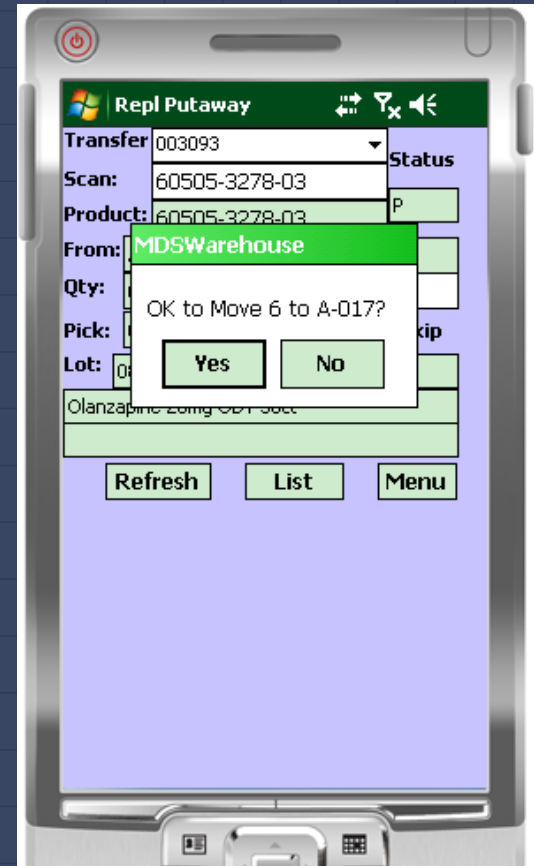 Repl Putaway
Transfer 003093
Status
Scan: 60505-3278-03
Product: 60505-3278-03 P
From:
MDSWarehouse
Qty:
OK to Move 6 to A-017?
Pick:
Lot:
Yes No
Refresh List Menu